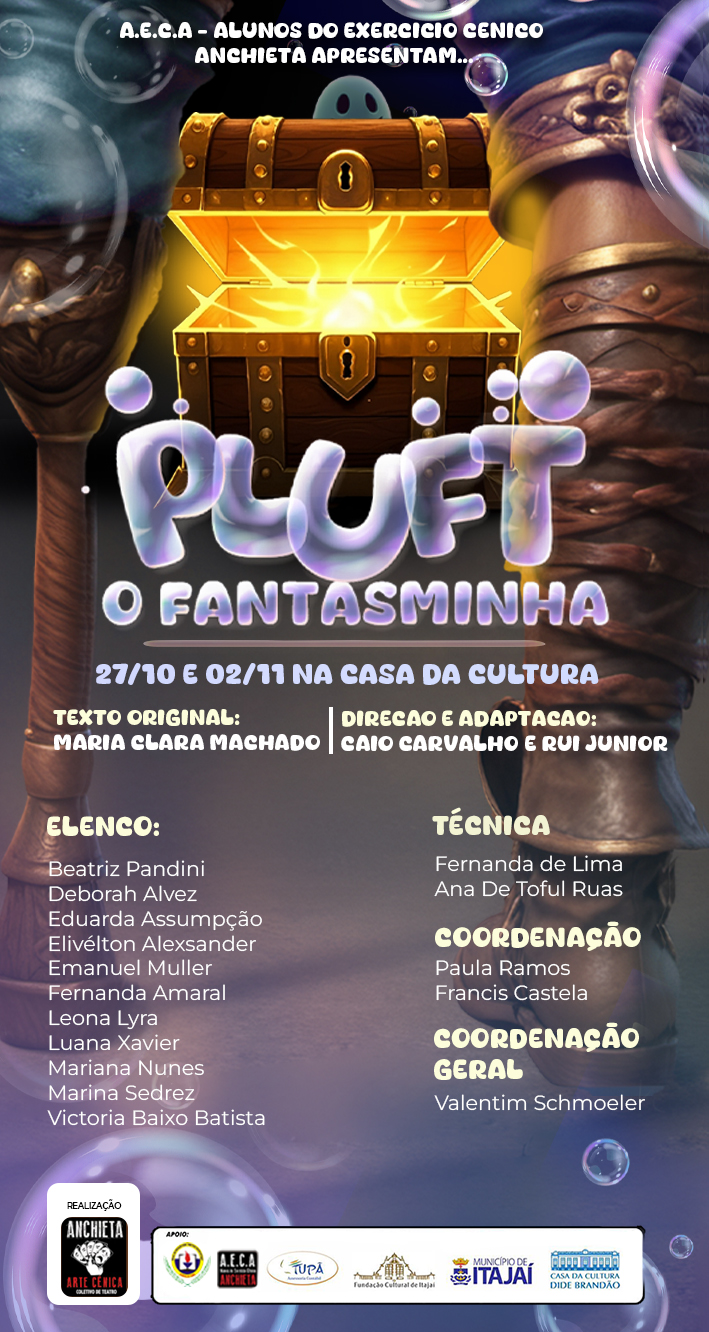 A.E.C.A - ALUNOS DO EXERCICIO CENICO
ANCHIETA APRESENTAM...
PLUFT
O FANTASMINHA
27/10 E 02/11 NA CASA DA CULTURA
TEXTO ORIGINAL:
MARIA CLARA MACHADO
DIRECAO E ADAPTACAO:
CAIO CARVALHO E RUI JUNIOR
ELENCO:
Beatriz Pandini
Deborah Alvez
Eduarda Assumpção
Elivélton Alexsander
Emanuel Muller
Fernanda Amaral
Leona Lyra
Luana Xavier
Mariana Nunes
Marina Sedrez
Victoria Baixo Batista
TÉCNICA
Fernanda de Lima
Ana De Toful Ruas
COORDENAÇÃO
Paula Ramos
Francis Castela
COORDENAÇÃO
GERAL
Valentim Schmoeler
REALIZAÇÃO
ANCHIETA
ARTE CÊNICA
COLETIVO DE TEATRO
APOIO:
A.E.C.A
ANCHIETA
TUPÃ
Assessoria Contábil
Fundação Cultural de Itajaí
MUNICÍPIO DE
ITAJAÍ
CASA DA CULTURA
DIDE BRANDÃO